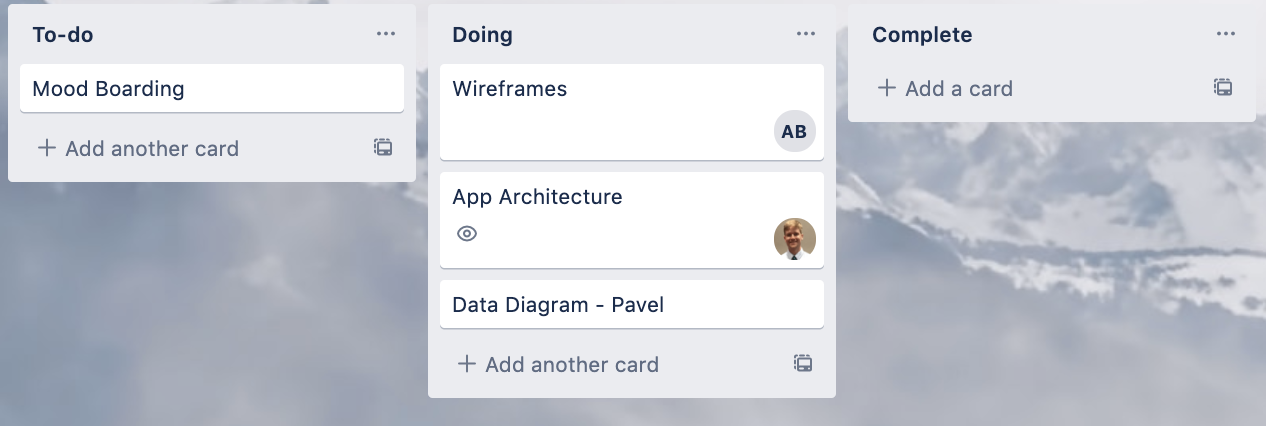 To-do
Mood Boarding
Add another card
Doing
Wireframes
AB
App Architecture
Data Diagram - Pavel
Add another card
Complete
Add a card